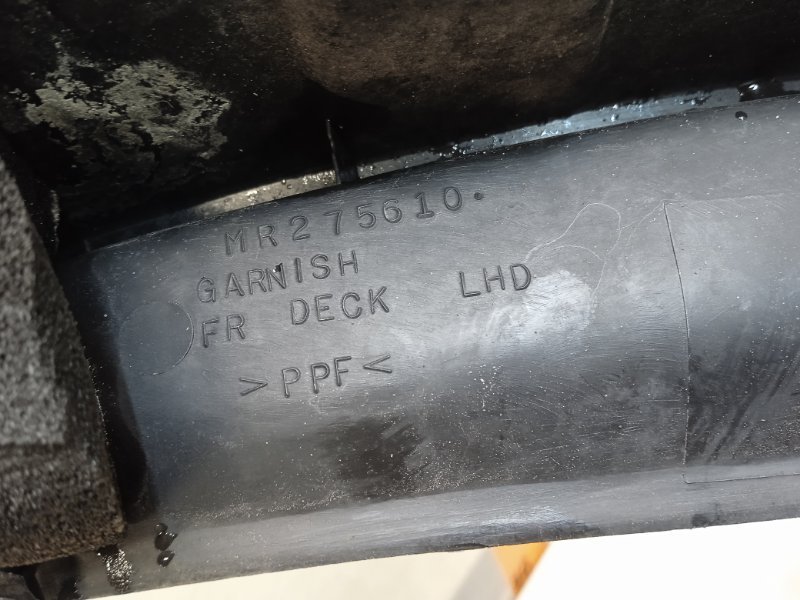 MR275610.
GARNISH
FR DECK LHD
>PPF<